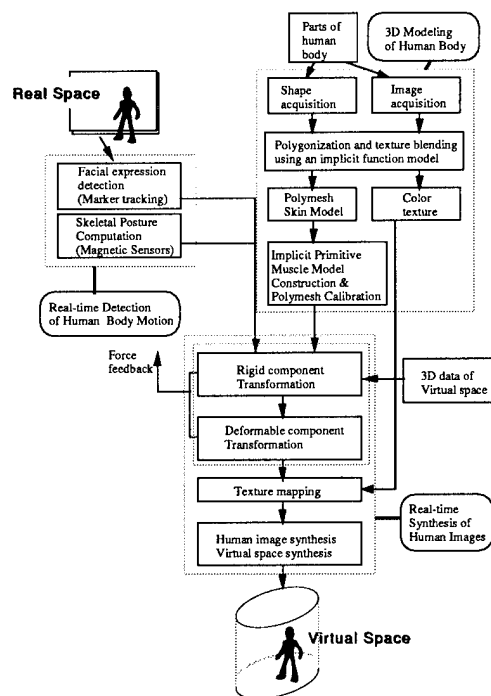 Parts of
human
body
3D Modeling
of Human Body
Real Space
Shape
acquisition
Image
acquisition
Polygonization and texture blending
using an implicit function model
Facial expression
detection
(Marker tracking)
Skeletal Posture
Computation
(Magnetic Sensors)
Polymesh
Skin Model
Color
texture
Implicit Primitive
Muscle Model
Construction &
Polymesh Calibration
Real-time Detection
of Human Body Motion
Force
feedback
Rigid component
Transformation
3D data of
Virtual space
Deformable component
Transformation
Texture mapping
Real-time
Synthesis of
Human Images
Human image synthesis
Virtual space synthesis
Virtual Space